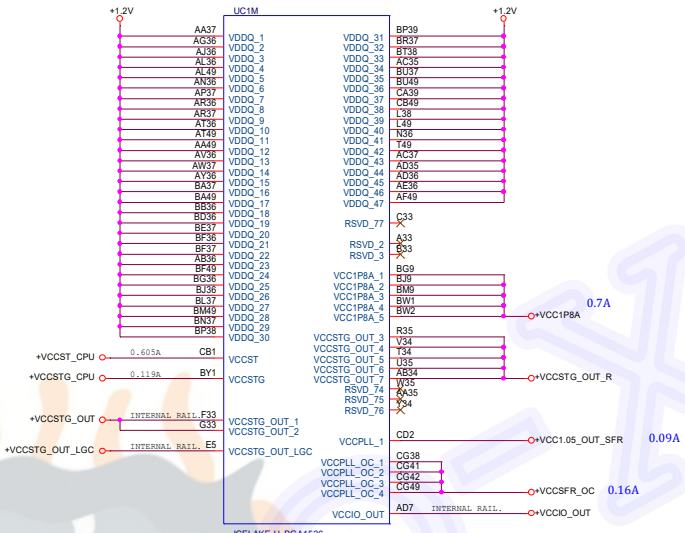 +1.2V
UC1M
+1.2V
AA37 VDDQ_1
AG36 VDDQ_2
AJ36 VDDQ_3
AL36 VDDQ_4
AL49 VDDQ_5
AN36 VDDQ_6
AP37 VDDQ_7
AR36 VDDQ_8
AR37 VDDQ_9
AT36 VDDQ_10
AT49 VDDQ_11
AA49 VDDQ_12
AV36 VDDQ_13
AW37 VDDQ_14
AY36 VDDQ_15
BA37 VDDQ_16
BA49 VDDQ_17
BB36 VDDQ_18
BD36 VDDQ_19
BE37 VDDQ_20
BF36 VDDQ_21
BF37 VDDQ_22
AB36 VDDQ_23
BF49 VDDQ_24
BG36 VDDQ_25
BJ36 VDDQ_26
BL37 VDDQ_27
BM49 VDDQ_28
BN37 VDDQ_29
BP38 VDDQ_30
+VCCST_CPU 0.605A CB1 VCCST
+VCCSTG_CPU 0.119A BY1 VCCSTG
+VCCSTG_OUT INTERNAL RAIL. F33 VCCSTG_OUT_1
G33 VCCSTG_OUT_2
+VCCSTG_OUT_LGC INTERNAL RAIL. E5 VCCSTG_OUT_LGC
VDDQ_31 BP39
VDDQ_32 BR37
VDDQ_33 BT38
VDDQ_34 AC35
VDDQ_35 BU37
VDDQ_36 BU49
VDDQ_37 CA39
VDDQ_38 CB49
VDDQ_39 L38
VDDQ_40 L49
VDDQ_41 N36
VDDQ_42 T49
VDDQ_43 AC37
VDDQ_44 AD35
VDDQ_45 AD36
VDDQ_46 AE36
VDDQ_47 AF49
RSVD_77 C33
RSVD_2 A33
RSVD_3 B33
VCC1P8A_1 BG9
VCC1P8A_2 BJ9
VCC1P8A_3 BM9
VCC1P8A_4 BW1
VCC1P8A_5 BW2
0.7A
+VCC1P8A
VCCSTG_OUT_3 R35
VCCSTG_OUT_4 V34
VCCSTG_OUT_5 T34
VCCSTG_OUT_6 U35
VCCSTG_OUT_7 AB34 +VCCSTG_OUT_R
RSVD_74 W35
RSVD_75 AA35
RSVD_76 Y34
VCCPLL_1 CD2 +VCC1.05_OUT_SFR 0.09A
VCCPLL_OC_1 CG38
VCCPLL_OC_2 CG41
VCCPLL_OC_3 CG42
VCCPLL_OC_4 CG49 +VCCSFR_OC 0.16A
VCCIO_OUT AD7 INTERNAL RAIL. +VCCIO_OUT